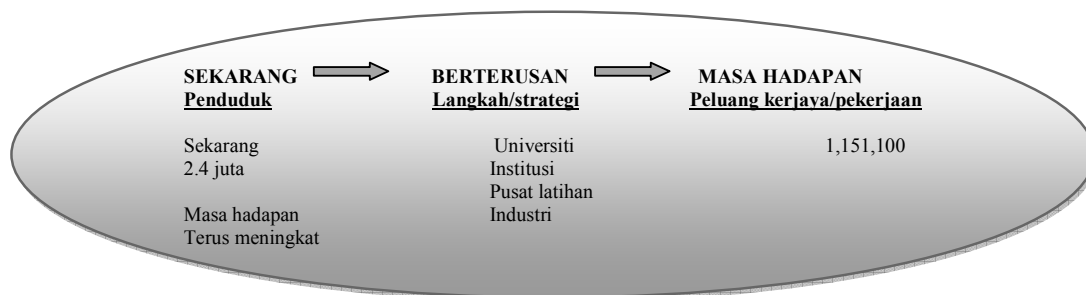 SEKARANG
Penduduk
Sekarang
2.4 juta
Masa hadapan
Terus meningkat
BERTERUSAN
Langkah/strategi
Universiti
Institusi
Pusat latihan
Industri
MASA HADAPAN
Peluang kerjaya/pekerjaan
1,151,100